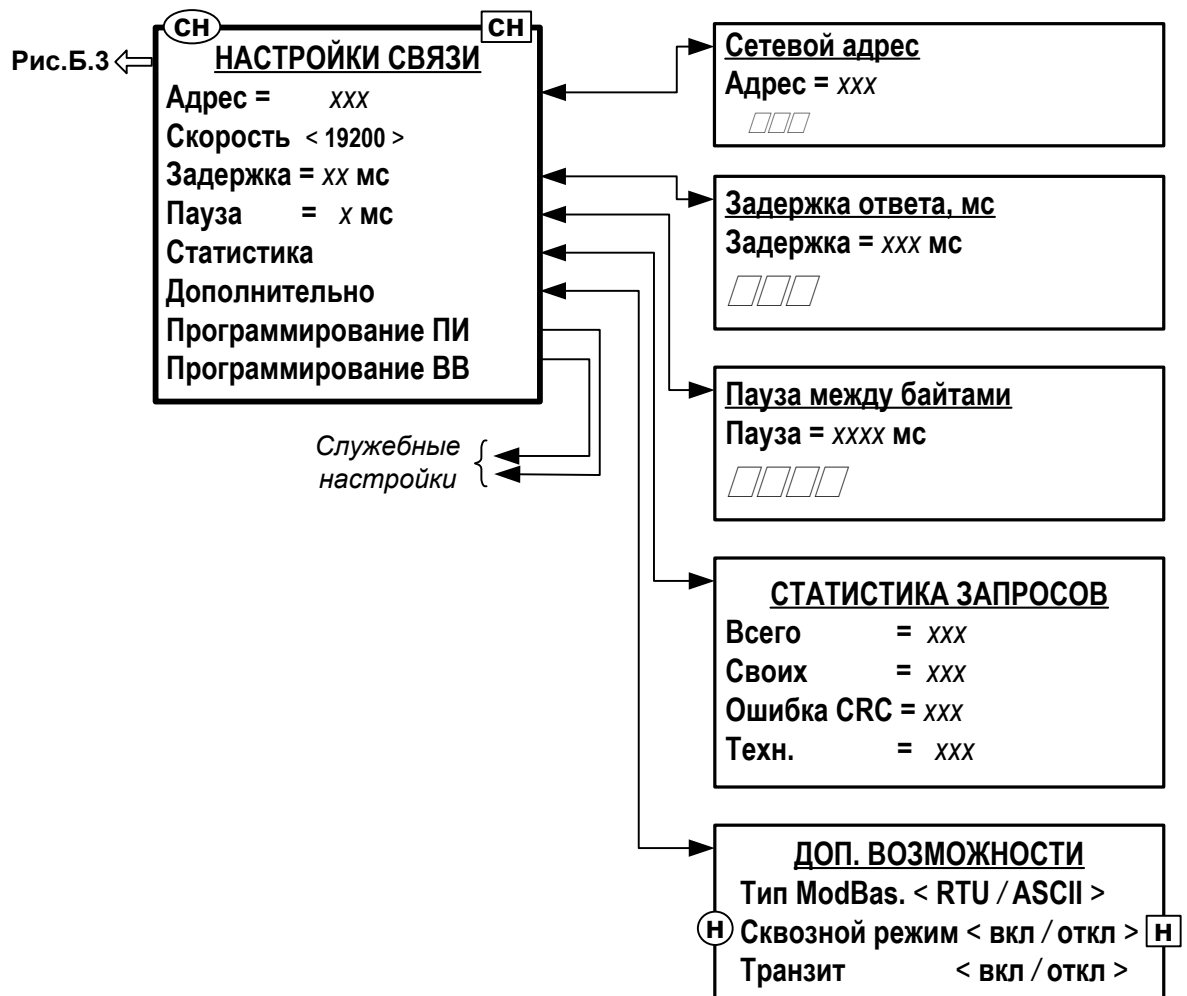 СН СН
Рис.Б.3
НАСТРОЙКИ СВЯЗИ
Адрес = xxx
Скорость < 19200 >
Задержка = xx мс
Пауза = x мс
Статистика
Дополнительно
Программирование ПИ
Программирование ВВ
Служебные
настройки
Сетевой адрес
Адрес = xxx
Задержка ответа, мс
Задержка = xxx мс
Пауза между байтами
Пауза = xxxx мс
СТАТИСТИКА ЗАПРОСОВ
Всего = xxx
Своих = xxx
Ошибка CRC = xxx
Техн. = xxx
ДОП. ВОЗМОЖНОСТИ
Тип ModBas. < RTU / ASCII >
Н Сквозной режим < вкл / откл > Н
Транзит < вкл / откл >